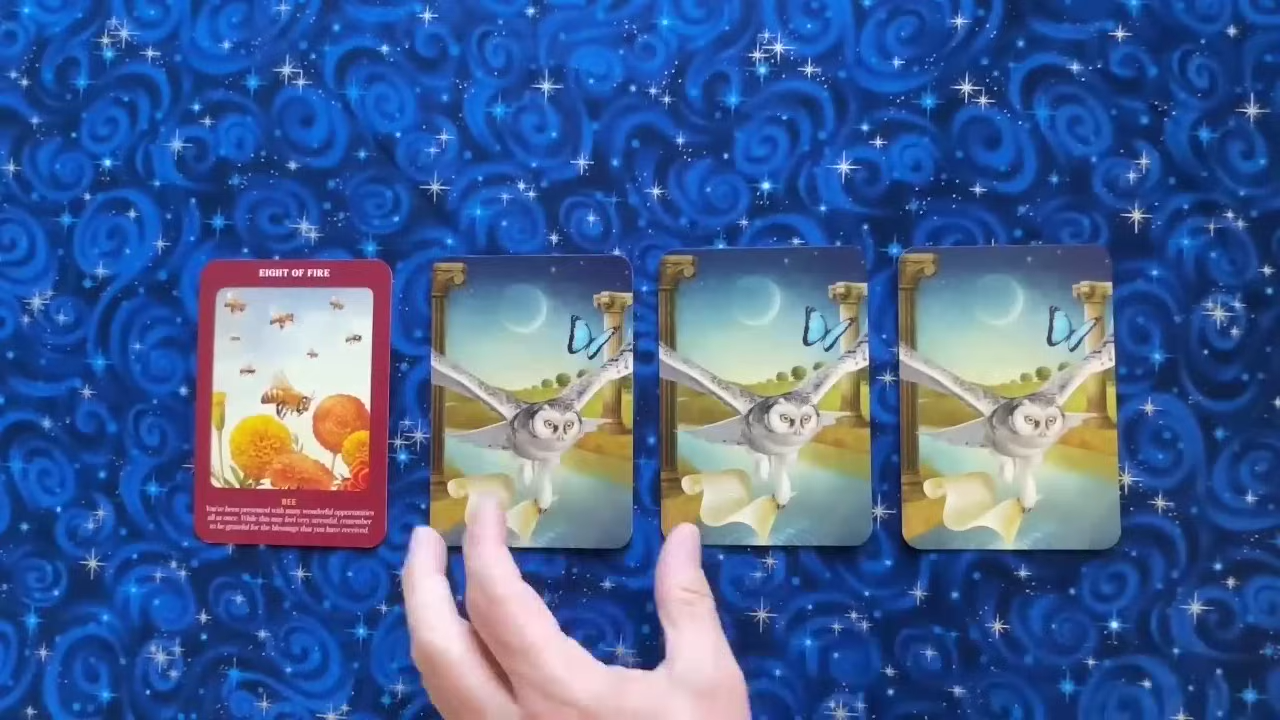 EIGHT OF FIRE
BEE
You've been presented with many wonderful opportunities
all at once. While this may feel very stressful, remember
to be grateful for the blessings that you have received.